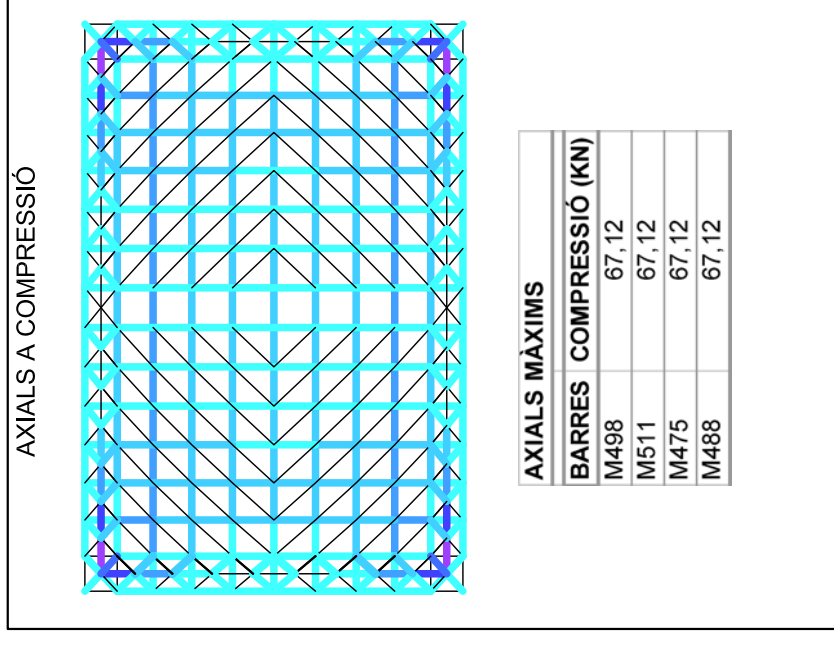 AXIALS A COMPRESSIÓ
AXIALS MÀXIMS
BARRES COMPRESSIÓ (KN)
M498 67,12
M511 67,12
M475 67,12
M488 67,12